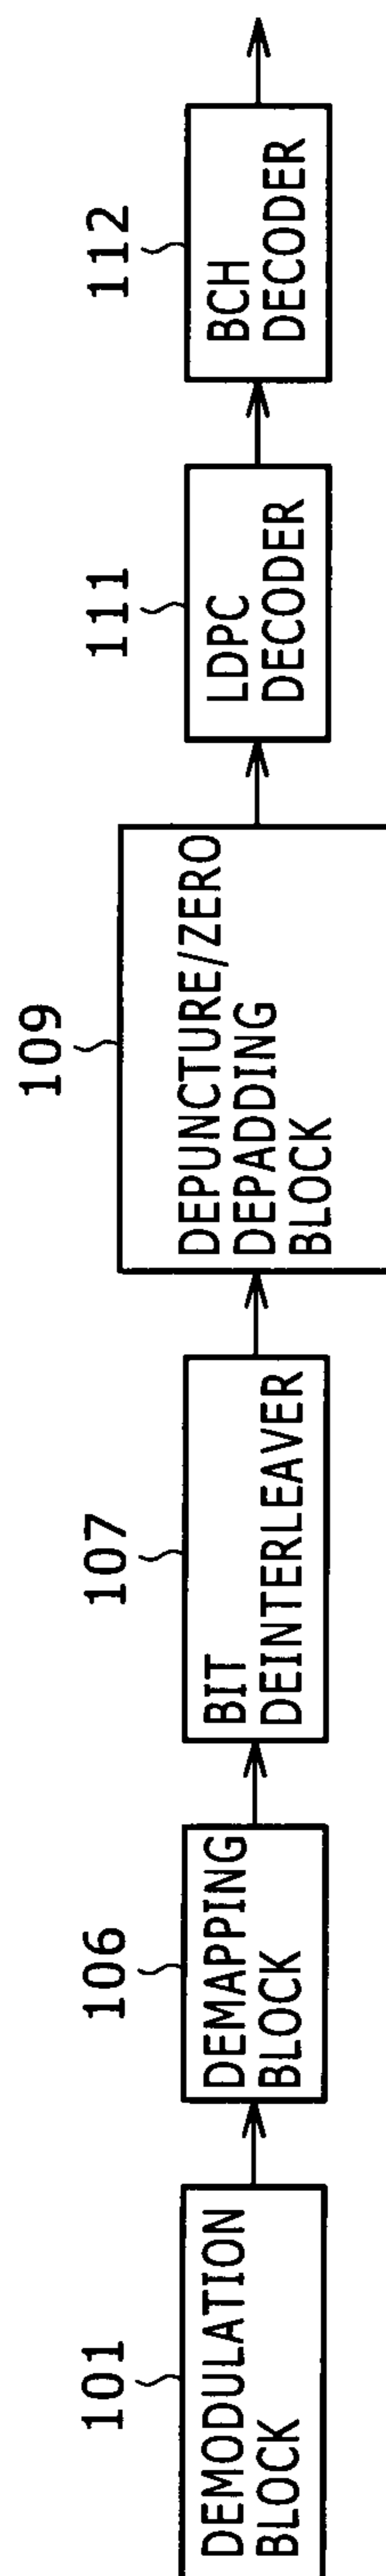 101
DEMODULATION
BLOCK
106
DEMAPPING
BLOCK
107
BIT
DEINTERLEAVER
109
DEPUNCTURE/ZERO
DEPADDING
BLOCK
111
LDPC
DECODER
112
BCH
DECODER